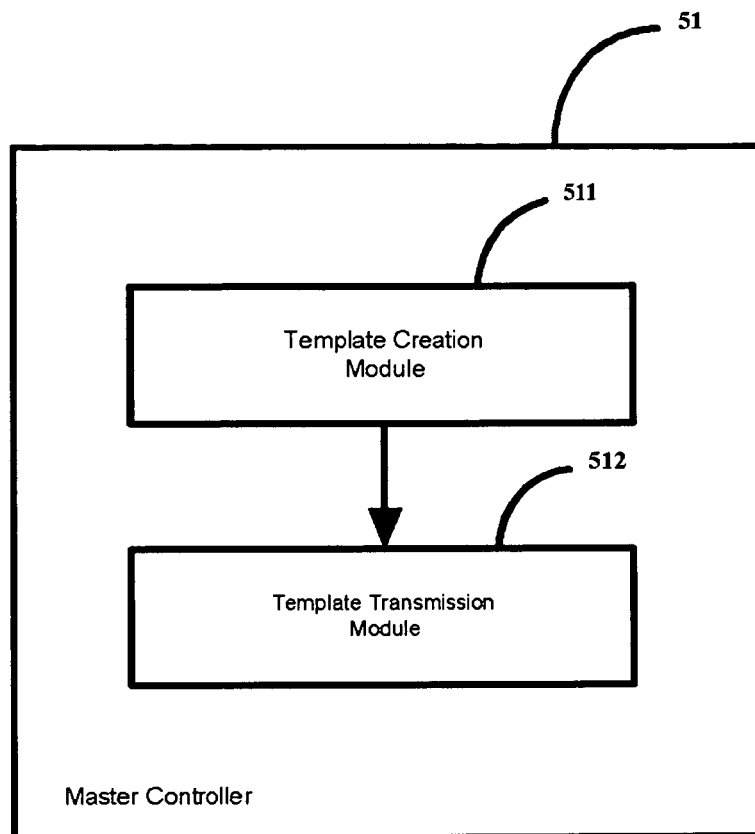 51
511
Template Creation
Module
512
Template Transmission
Module
Master Controller